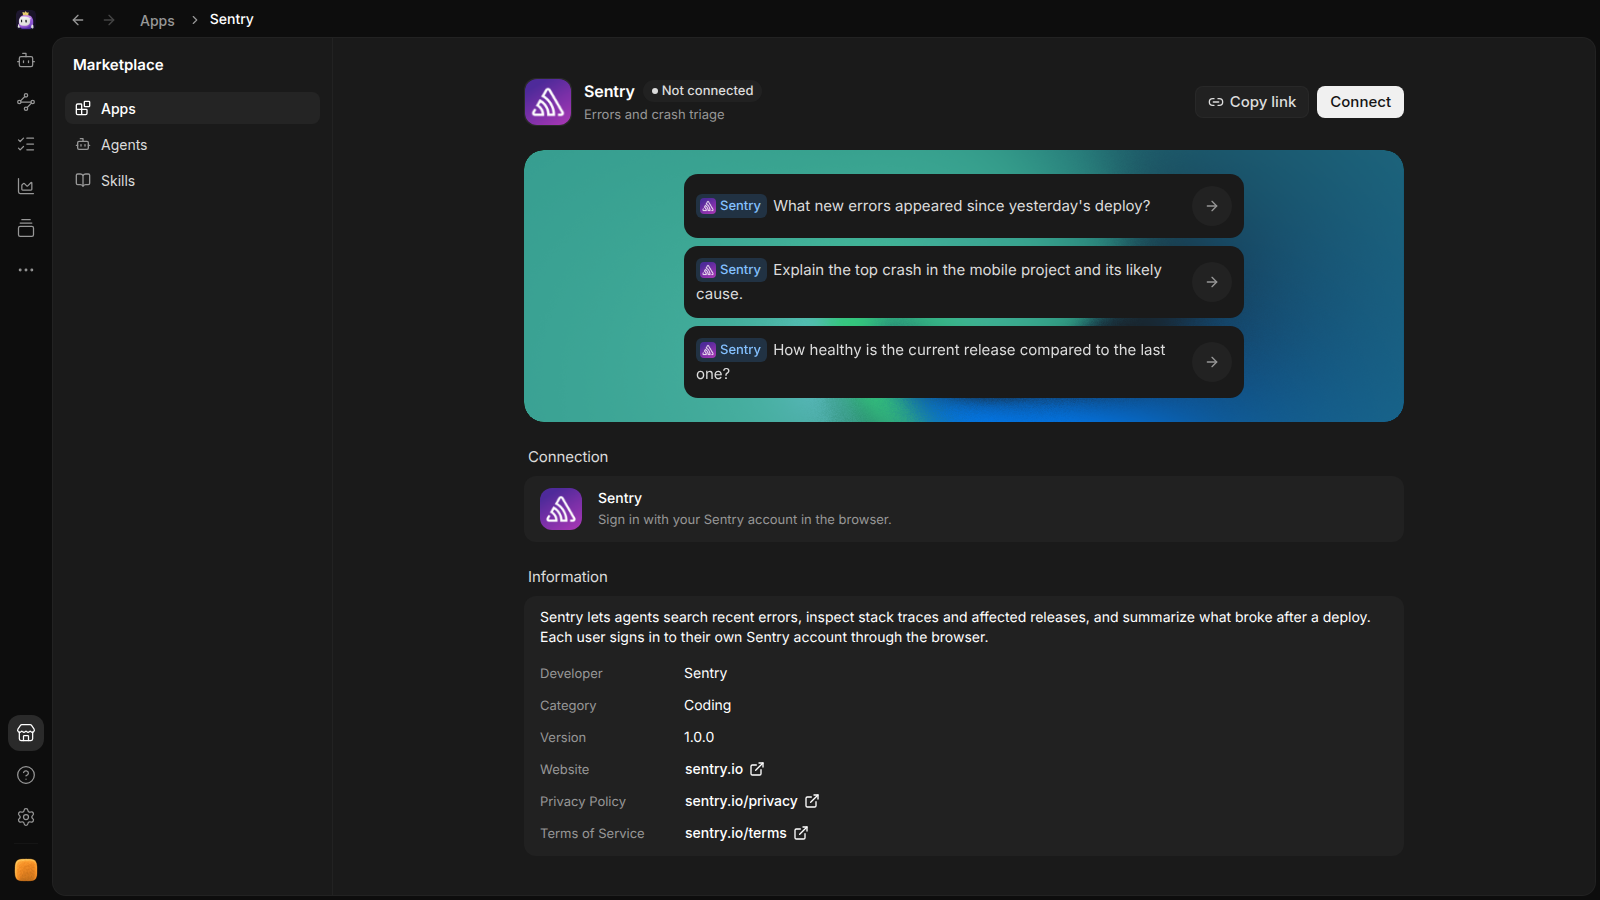 Apps > Sentry
Marketplace
Apps
Agents
Skills
Sentry
Not connected
Errors and crash triage
Copy link
Connect
Sentry What new errors appeared since yesterday's deploy?
Sentry Explain the top crash in the mobile project and its likely
cause.
Sentry How healthy is the current release compared to the last
one?
Connection
Sentry
Sign in with your Sentry account in the browser.
Information
Sentry lets agents search recent errors, inspect stack traces and affected releases, and summarize what broke after a deploy.
Each user signs in to their own Sentry account through the browser.
Developer Sentry
Category Coding
Version 1.0.0
Website sentry.io
Privacy Policy sentry.io/privacy
Terms of Service sentry.io/terms